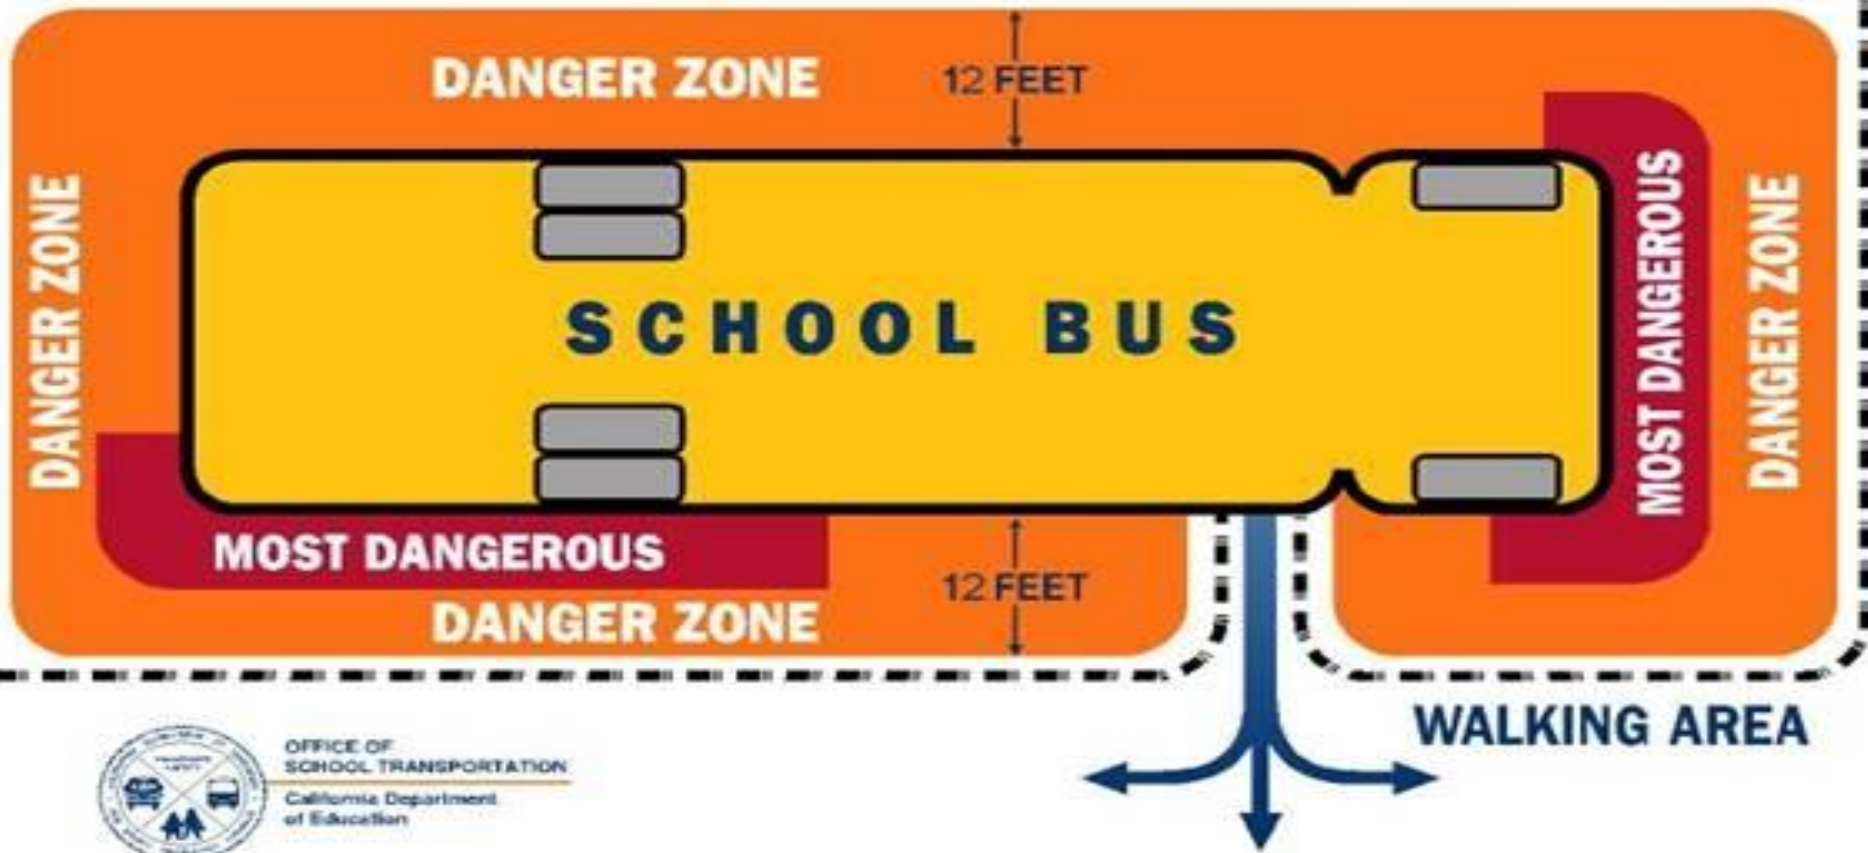 DANGER ZONE
12 FEET
DANGER ZONE
SCHOOL BUS
MOST DANGEROUS
DANGER ZONE
MOST DANGEROUS
DANGER ZONE
12 FEET
WALKING AREA
OFFICE OF
SCHOOL TRANSPORTATION
California Department
of Education